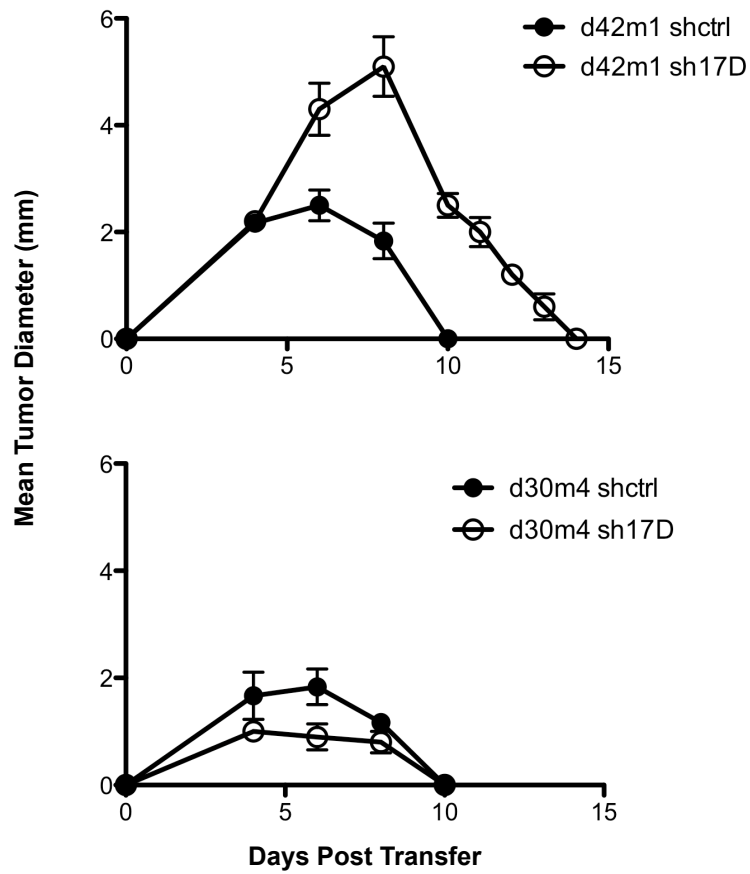 d42m1 shctrl
d42m1 sh17D
6
4
2
0
0 5 10 15
Mean Tumor Diameter (mm)
d30m4 shctrl
d30m4 sh17D
6
4
2
0
0 5 10 15
Days Post Transfer